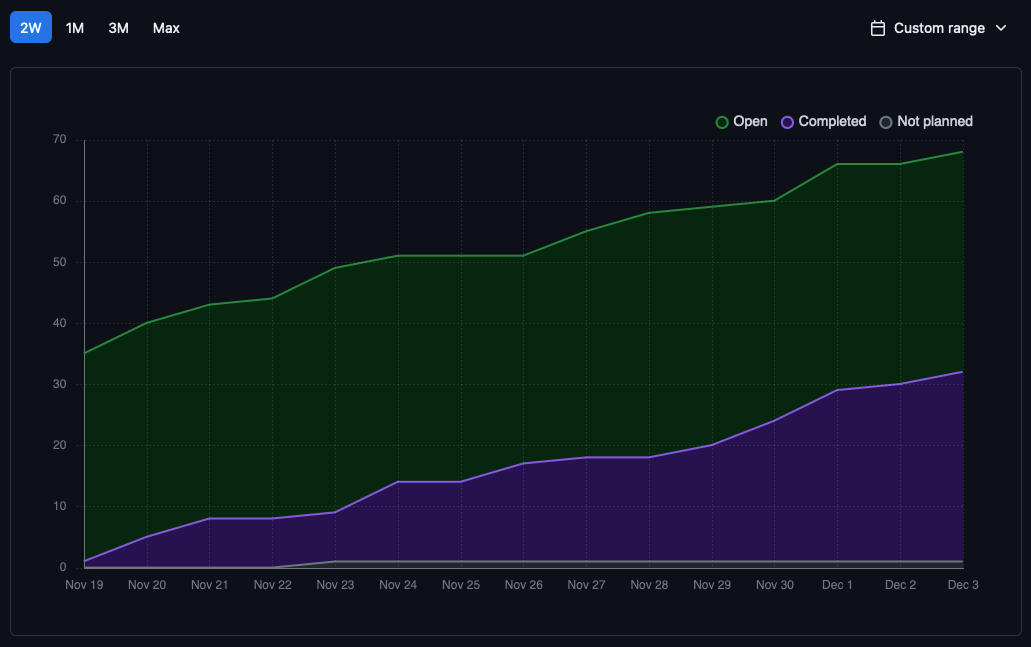 2W 1M 3M Max Custom range
Open Completed Not planned
70
60
50
40
30
20
10
0
Nov 19 Nov 20 Nov 21 Nov 22 Nov 23 Nov 24 Nov 25 Nov 26 Nov 27 Nov 28 Nov 29 Nov 30 Dec 1 Dec 2 Dec 3